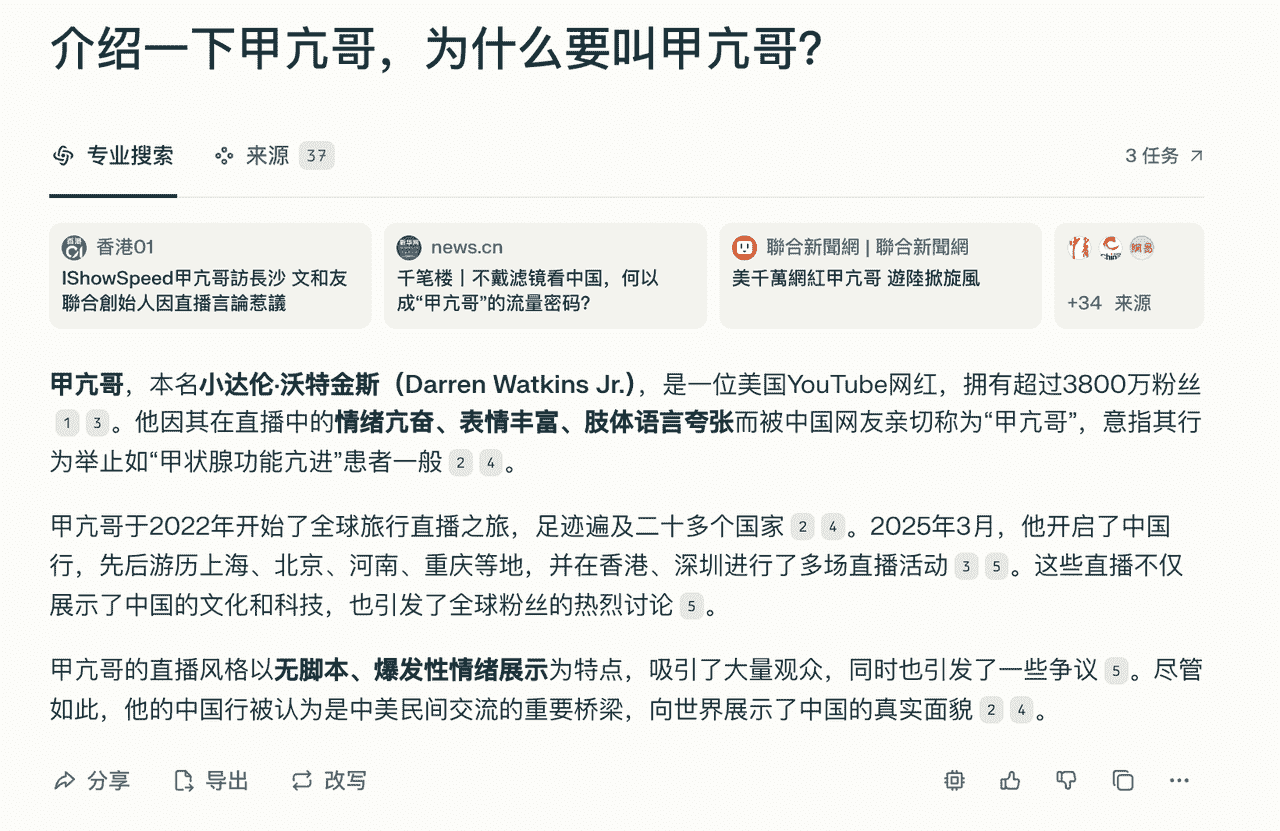 介绍一下甲亢哥，为什么要叫甲亢哥？
专业搜索 来源 37 3 任务
香港01
IShowSpeed甲亢哥訪長沙 文和友
聯合創始人因直播言論惹議
news.cn
千笔楼｜不戴滤镜看中国，何以
成“甲亢哥”的流量密码？
聯合新聞網 | 聯合新聞網
美千萬網紅甲亢哥 遊陸掀旋風
+34 来源
甲亢哥，本名小达伦·沃特金斯（Darren Watkins Jr.），是一位美国YouTube网红，拥有超过3800万粉丝
1 3 。他因其在直播中的情绪亢奋、表情丰富、肢体语言夸张而被中国网友亲切称为“甲亢哥”，意指其行
为举止如“甲状腺功能亢进”患者一般 2 4 。
甲亢哥于2022年开始了全球旅行直播之旅，足迹遍及二十多个国家 2 4 。2025年3月，他开启了中国
行，先后游历上海、北京、河南、重庆等地，并在香港、深圳进行了多场直播活动 3 5 。这些直播不仅
展示了中国的文化和科技，也引发了全球粉丝的热烈讨论 5 。
甲亢哥的直播风格以无脚本、爆发性情绪展示为特点，吸引了大量观众，同时也引发了一些争议 5 。尽管
如此，他的中国行被认为是中美民间交流的重要桥梁，向世界展示了中国的真实面貌 2 4 。
分享 导出 改写